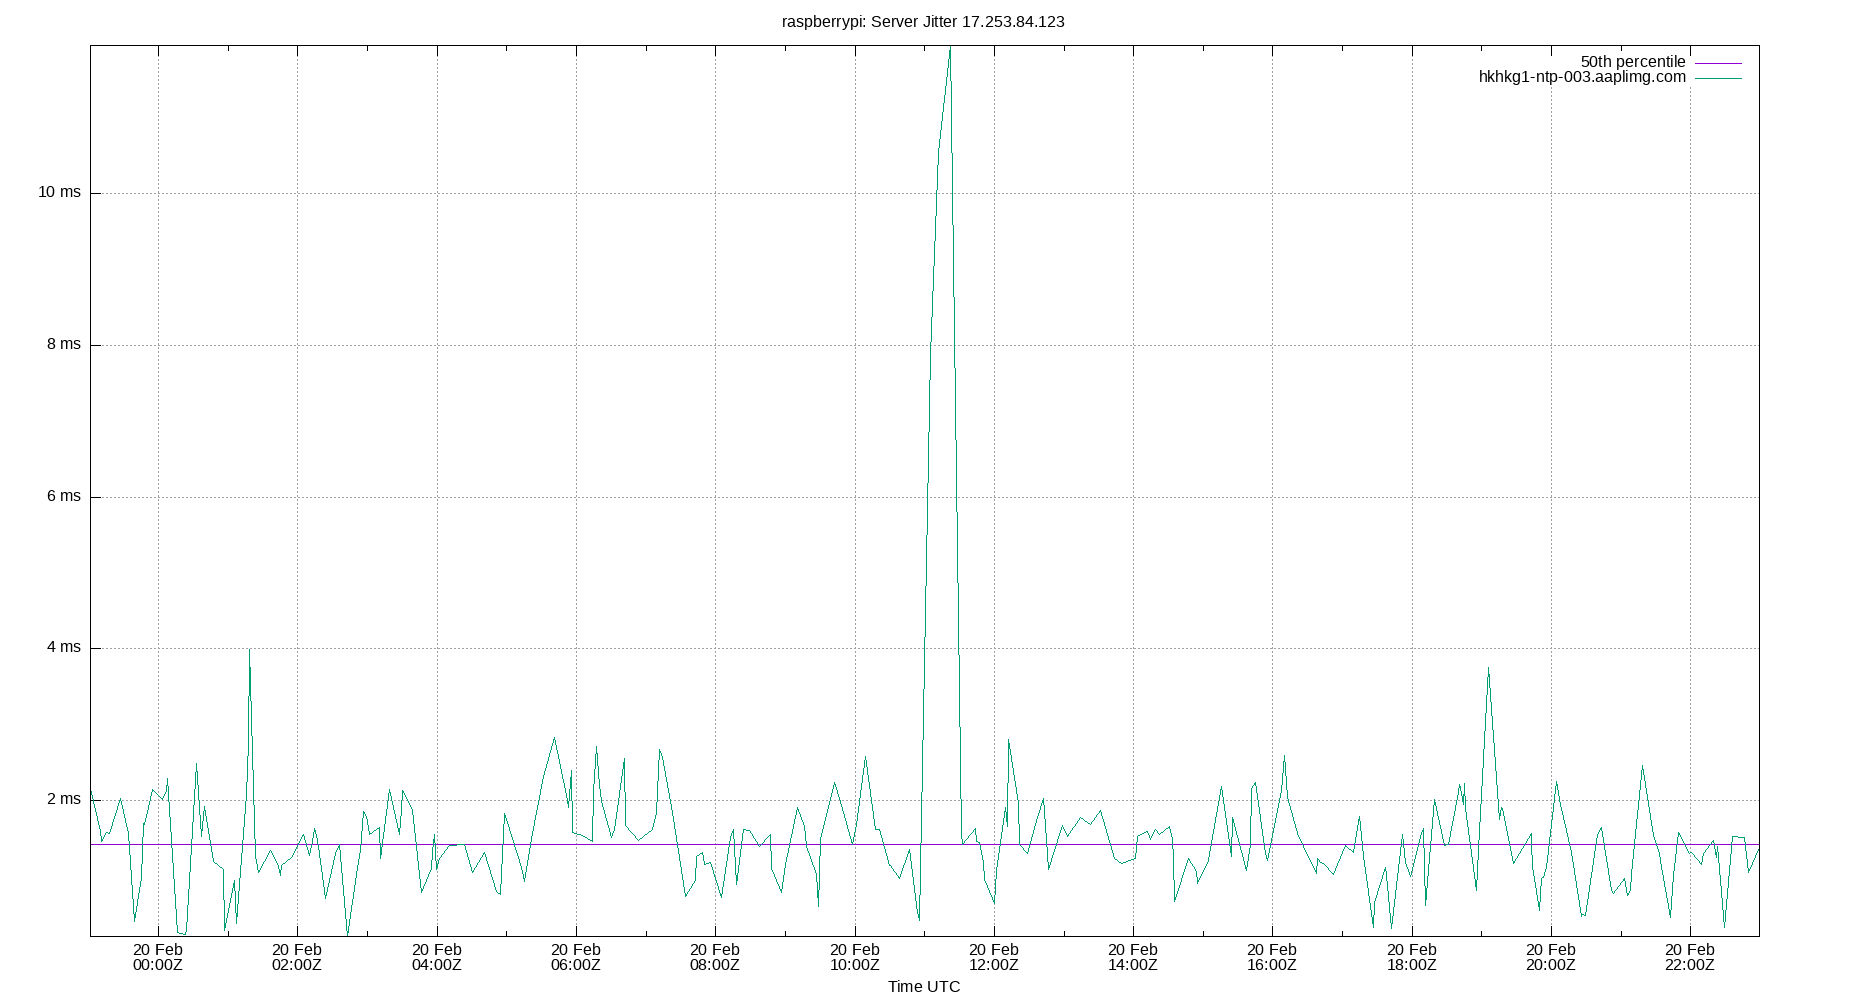 raspberrypi: Server Jitter 17.253.84.123
50th percentile
hkhkg1-ntp-003.aaplimg.com
10 ms
8 ms
6 ms
4 ms
2 ms
20 Feb 20 Feb 20 Feb 20 Feb 20 Feb 20 Feb 20 Feb 20 Feb 20 Feb 20 Feb 20 Feb 20 Feb
00:00Z 02:00Z 04:00Z 06:00Z 08:00Z 10:00Z 12:00Z 14:00Z 16:00Z 18:00Z 20:00Z 22:00Z
Time UTC